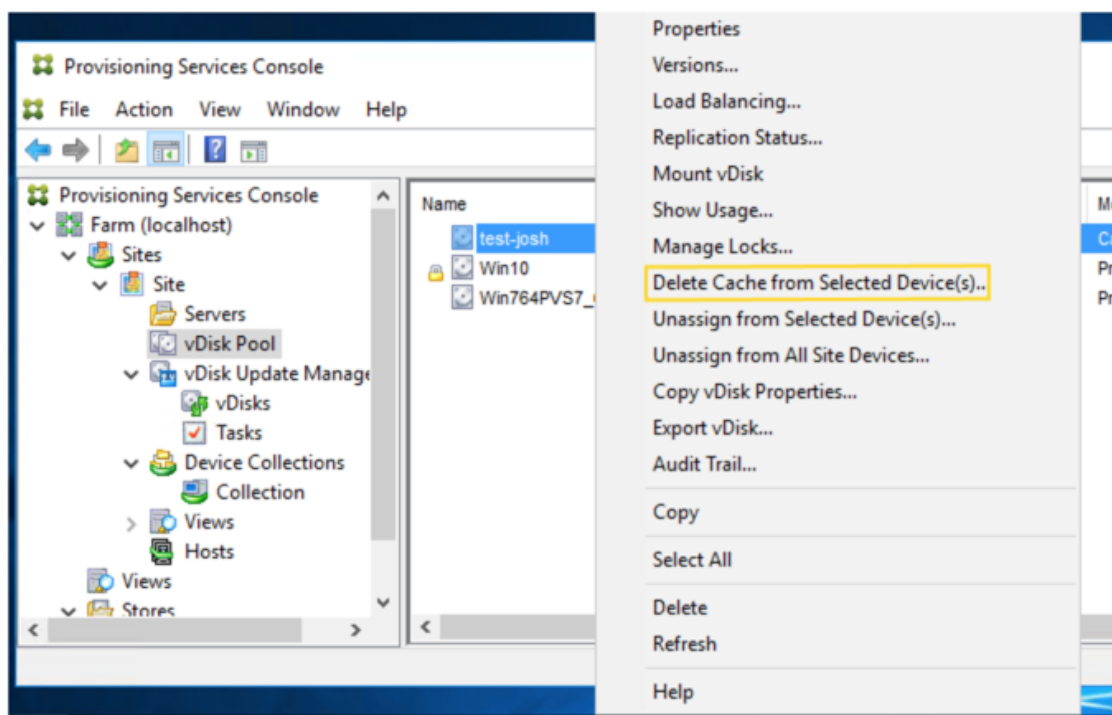 Provisioning Services Console
File Action View Window Help
Provisioning Services Console
Farm (localhost)
Sites
Site
Servers
vDisk Pool
vDisk Update Manage
vDisks
Tasks
Device Collections
Collection
Views
Hosts
Views
Stores
Name
test-josh
Win10
Win764PVS7_
Properties
Versions...
Load Balancing...
Replication Status...
Mount vDisk
Show Usage...
Manage Locks...
Delete Cache from Selected Device(s)..
Unassign from Selected Device(s)...
Unassign from All Site Devices...
Copy vDisk Properties...
Export vDisk...
Audit Trail...
Copy
Select All
Delete
Refresh
Help
Pr
Pr